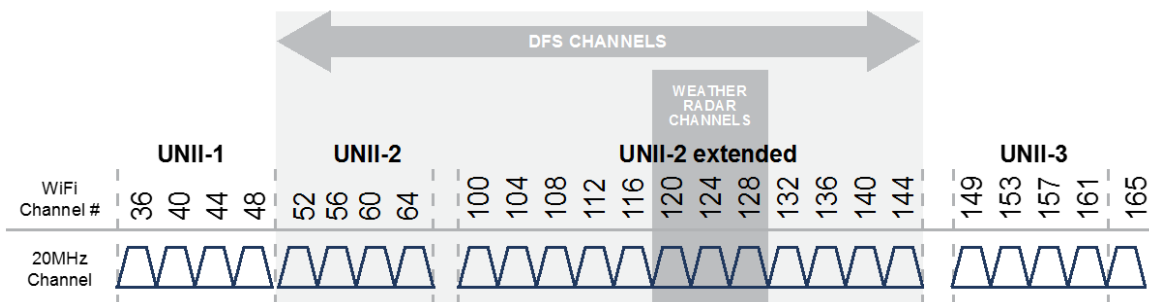 DFS CHANNELS
WEATHER
RADAR
CHANNELS
UNII-1 UNII-2 UNII-2 extended UNII-3
WiFi
Channel #
36 40 44 48 52 56 60 64 100 104 108 112 116 120 124 128 132 136 140 144 149 153 157 161 165
20MHz
Channel